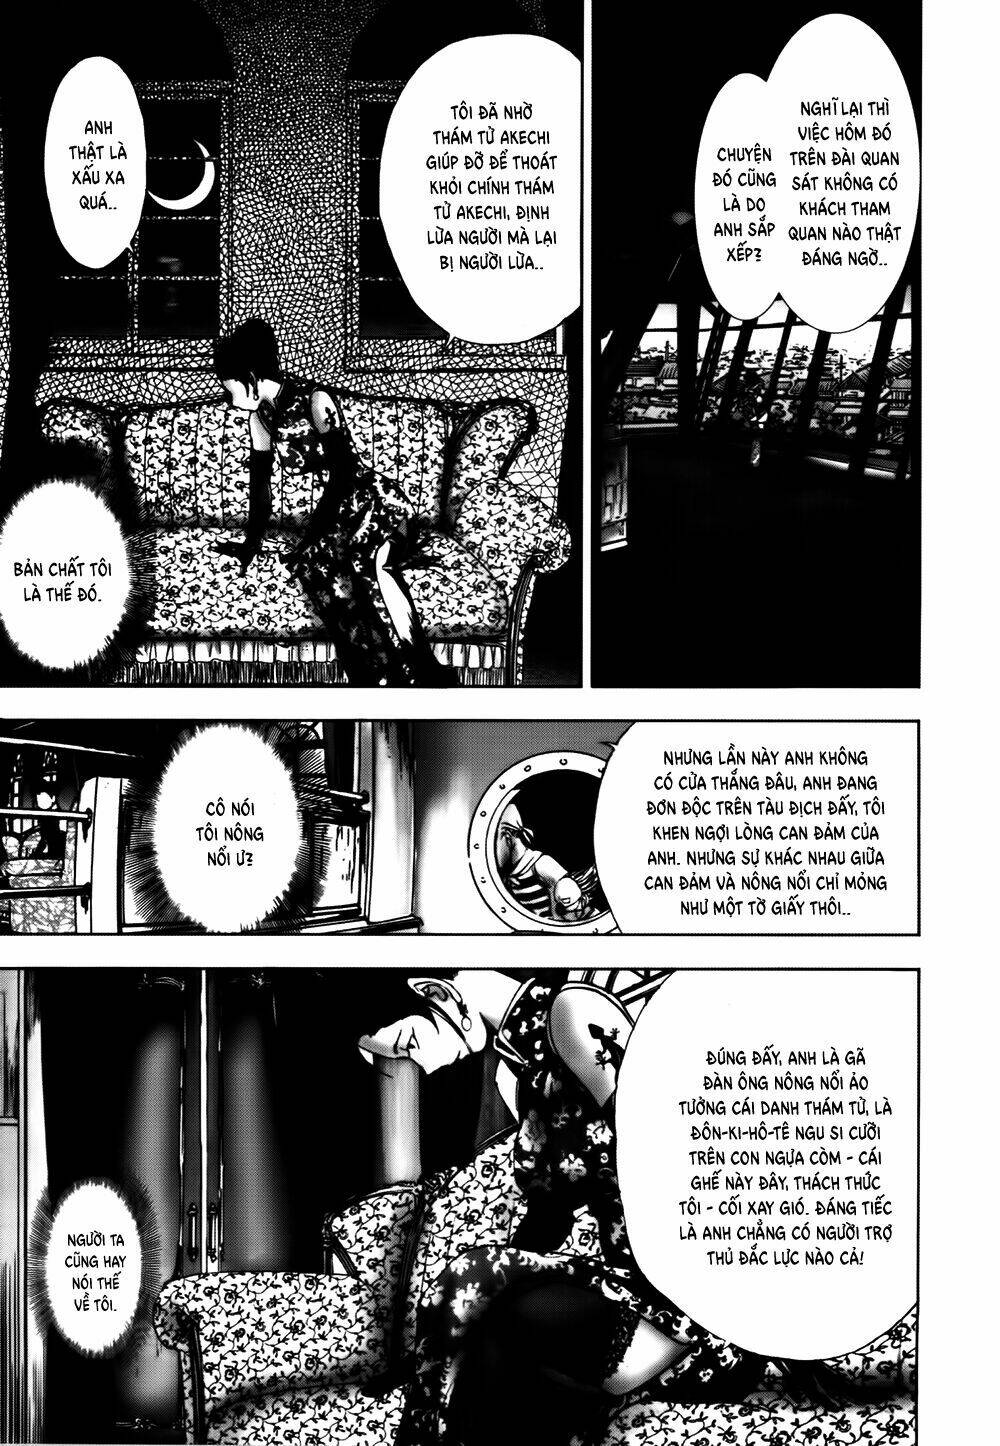 NGHĨ LẠI THÌ
VIỆC HÔM ĐÓ
TRÊN ĐÀI QUAN
SÁT KHÔNG CÓ
KHÁCH THAM
QUAN NÀO THẬT
ĐÁNG NGỜ..
CHUYỆN
ĐÓ CŨNG
LÀ DO
ANH SẮP
XẾP?
TÔI ĐÃ NHỜ
THÁM TỬ AKECHI
GIÚP ĐỠ ĐỂ THOÁT
KHỎI CHÍNH THÁM
TỬ AKECHI, ĐỊNH
LỪA NGƯỜI MÀ LẠI
BỊ NGƯỜI LỪA..
ANH
THẬT LÀ
XẤU XA
QUÁ..
BẢN CHẤT TÔI
LÀ THẾ ĐÓ.
NHƯNG LẦN NÀY ANH KHÔNG
CÓ CỬA THẮNG ĐÂU, ANH ĐANG
ĐƠN ĐỘC TRÊN TÀU ĐỊCH ĐẤY, TÔI
KHEN NGỢI LÒNG CAN ĐẢM CỦA
ANH. NHƯNG SỰ KHÁC NHAU GIỮA
CAN ĐẢM VÀ NÔNG NỔI CHỈ MỎNG
NHƯ MỘT TỜ GIẤY THÔI..
CÔ NÓI
TÔI NÔNG
NỔI Ư?
ĐÚNG ĐẤY, ANH LÀ GÃ
ĐÀN ÔNG NÔNG NỔI ẢO
TƯỞNG CÁI DANH THÁM TỬ, LÀ
ĐÔN-KI-HÔ-TÊ NGU SI CƯỠI
TRÊN CON NGỰA CÒM - CÁI
GHẾ NÀY ĐÂY, THÁCH THỨC
TÔI - CỐI XAY GIÓ. ĐÁNG TIẾC
LÀ ANH CHẲNG CÓ NGƯỜI TRỢ
THỦ ĐẮC LỰC NÀO CẢ!
NGƯỜI TA
CŨNG HAY
NÓI THẾ
VỀ TÔI.